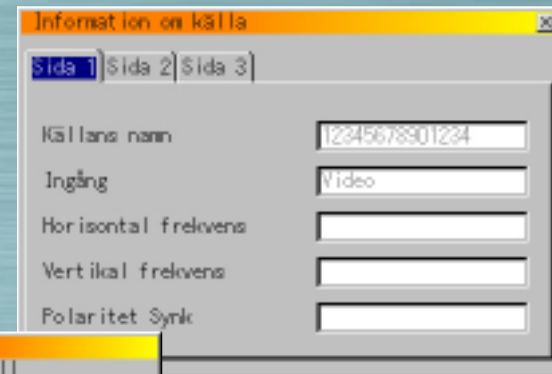 Information om källa
Sida 1 Sida 2 Sida 3
Källans namn 12345678901234
Ingång Video
Horisontal frekvens
Vertikal frekvens
Polaritet Synk